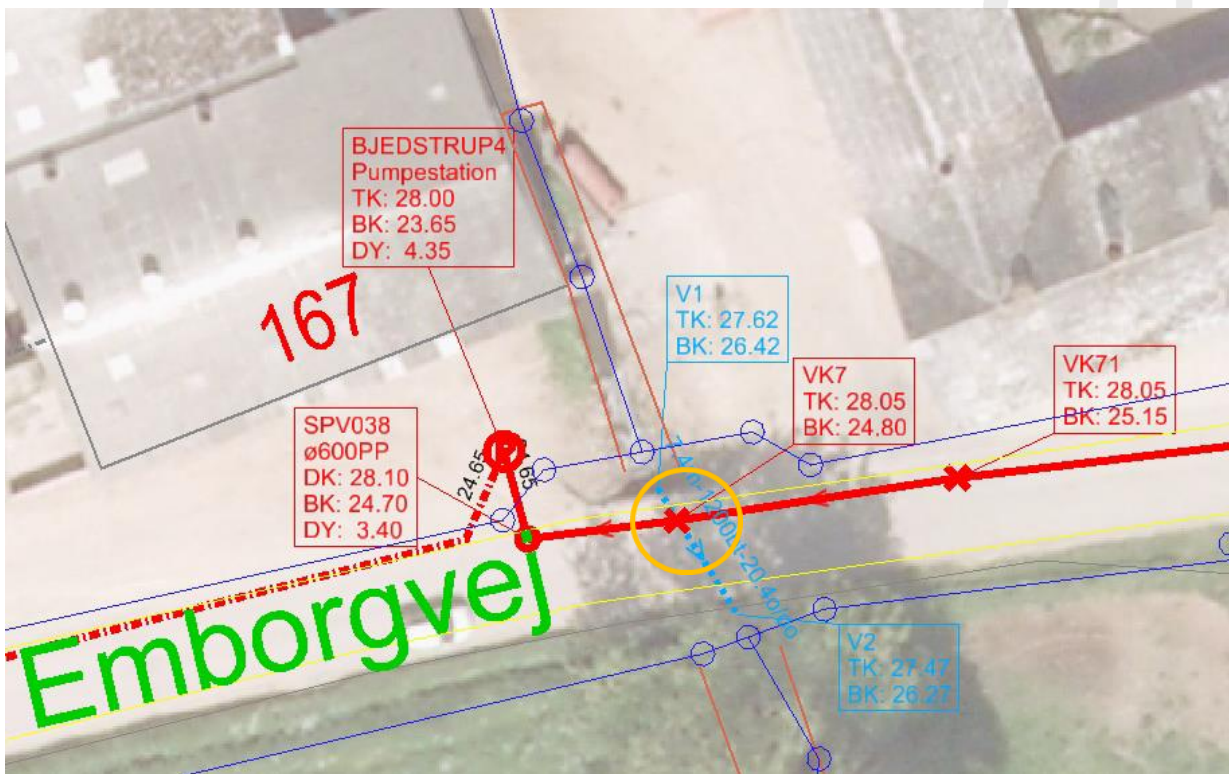 BJEDSTRUP4
Pumpestation
TK: 28.00
BK: 23.65
DY: 4.35
167
V1
TK: 27.62
BK: 26.42
VK7
TK: 28.05
BK: 24.80
VK71
TK: 28.05
BK: 25.15
SPV038
ø600PP
DK: 28.10
BK: 24.70
DY: 3.40
24.65
Emborgvej
V2
TK: 27.47
BK: 26.27